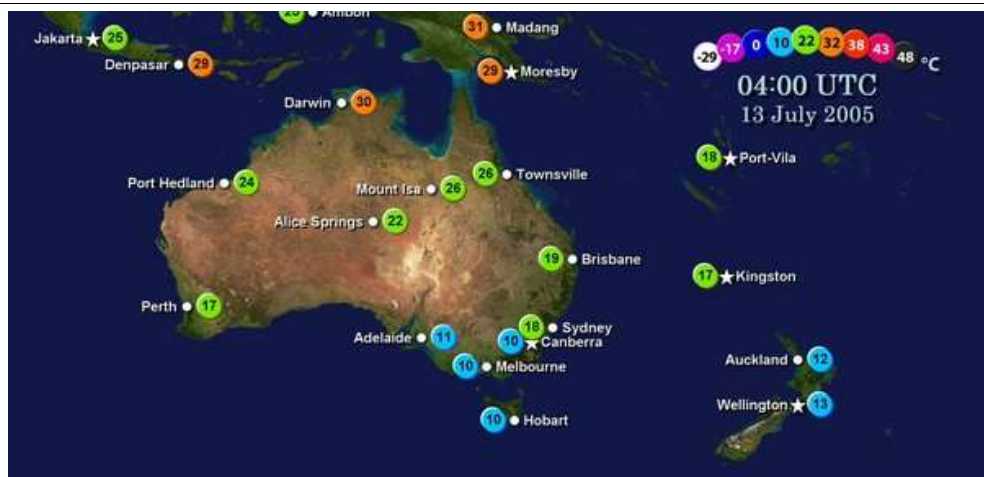 25 Ambon
31 Madang
-29 -17 0 10 22 32 38 43 48 °C
Jakarta 25
Denpasar 29
29 Moresby
04:00 UTC
13 July 2005
Darwin 30
18 Port-Vila
Port Hedland 24
26 Townsville
Mount Isa 26
Alice Springs 22
19 Brisbane
17 Kingston
Perth 17
18 Sydney
Adelaide 11
10 Canberra
10 Melbourne
Auckland 12
Wellington 13
10 Hobart